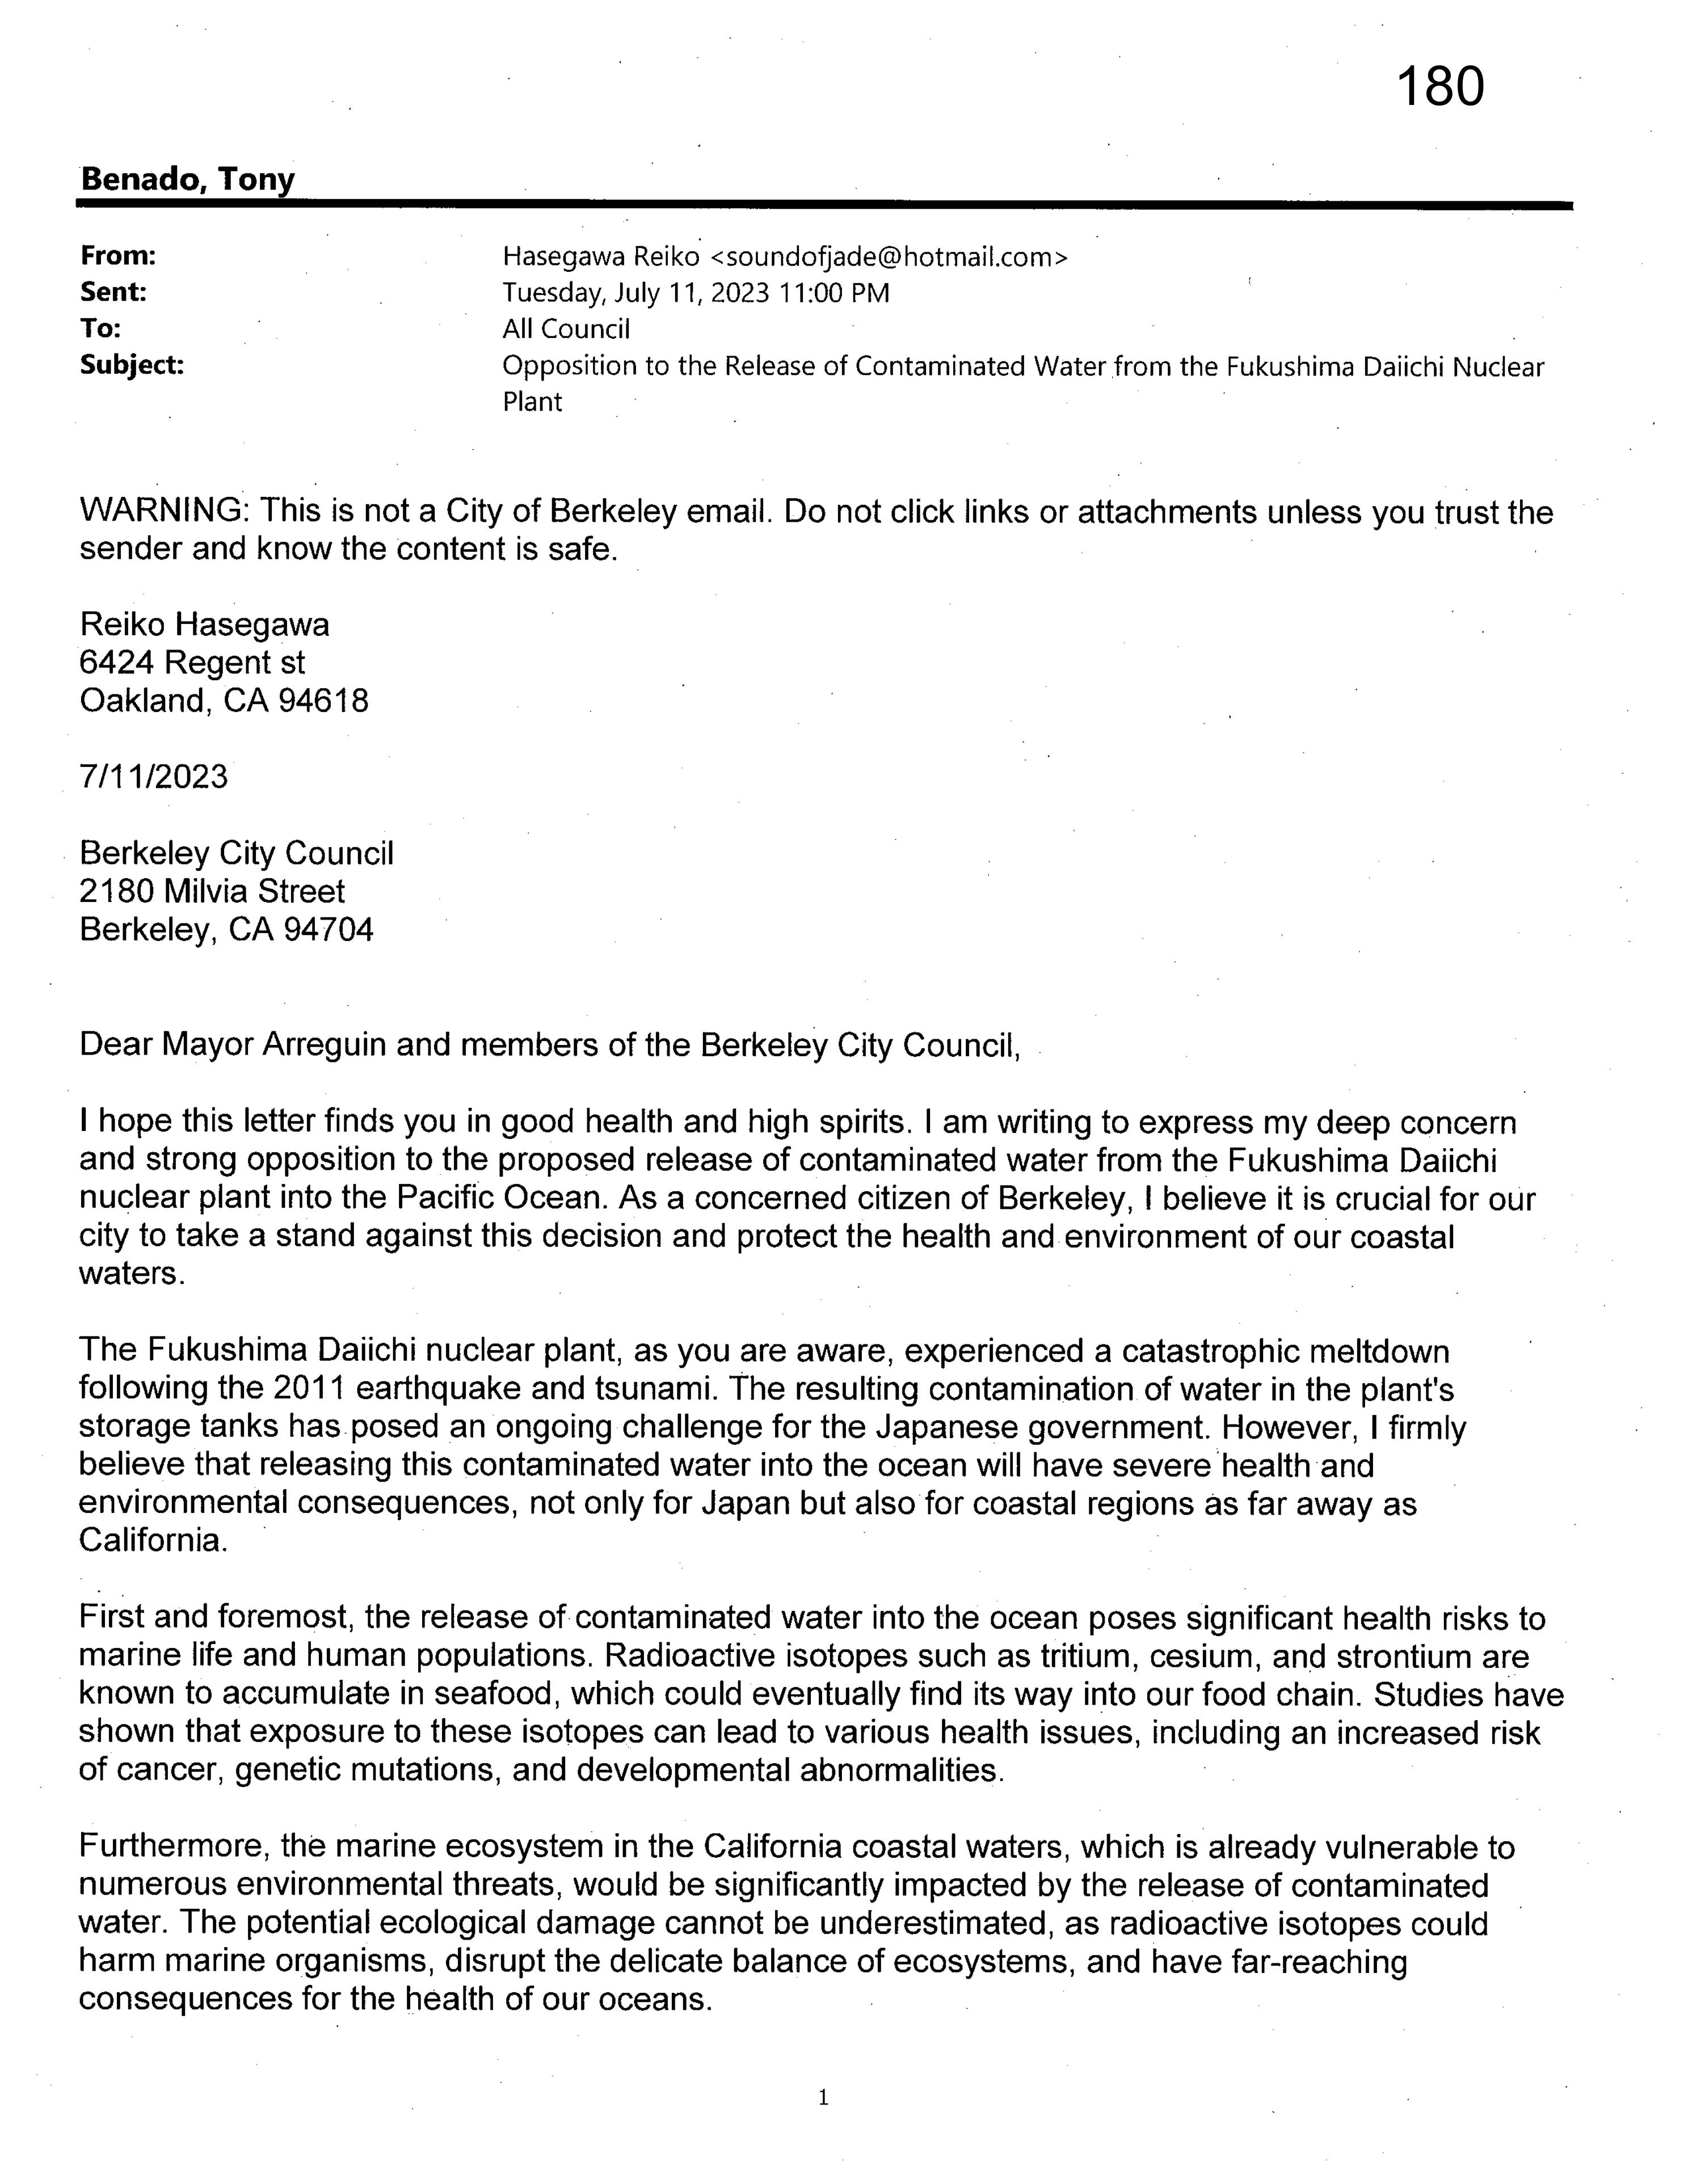 180
Benado, Tony
From: Hasegawa Reiko <soundofjade@hotmail.com>
Sent: Tuesday, July 11, 2023 11:00 PM
To: All Council
Subject: Opposition to the Release of Contaminated Water from the Fukushima Daiichi Nuclear
Plant
WARNING: This is not a City of Berkeley email. Do not click links or attachments unless you trust the
sender and know the content is safe.
Reiko Hasegawa
6424 Regent st
Oakland, CA 94618
7/11/2023
Berkeley City Council
2180 Milvia Street
Berkeley, CA 94704
Dear Mayor Arreguin and members of the Berkeley City Council,
I hope this letter finds you in good health and high spirits. I am writing to express my deep concern
and strong opposition to the proposed release of contaminated water from the Fukushima Daiichi
nuclear plant into the Pacific Ocean. As a concerned citizen of Berkeley, I believe it is crucial for our
city to take a stand against this decision and protect the health and environment of our coastal
waters.
The Fukushima Daiichi nuclear plant, as you are aware, experienced a catastrophic meltdown
following the 2011 earthquake and tsunami. The resulting contamination of water in the plant's
storage tanks has posed an ongoing challenge for the Japanese government. However, I firmly
believe that releasing this contaminated water into the ocean will have severe health and
environmental consequences, not only for Japan but also for coastal regions as far away as
California.
First and foremost, the release of contaminated water into the ocean poses significant health risks to
marine life and human populations. Radioactive isotopes such as tritium, cesium, and strontium are
known to accumulate in seafood, which could eventually find its way into our food chain. Studies have
shown that exposure to these isotopes can lead to various health issues, including an increased risk
of cancer, genetic mutations, and developmental abnormalities.
Furthermore, the marine ecosystem in the California coastal waters, which is already vulnerable to
numerous environmental threats, would be significantly impacted by the release of contaminated
water. The potential ecological damage cannot be underestimated, as radioactive isotopes could
harm marine organisms, disrupt the delicate balance of ecosystems, and have far-reaching
consequences for the health of our oceans.
1